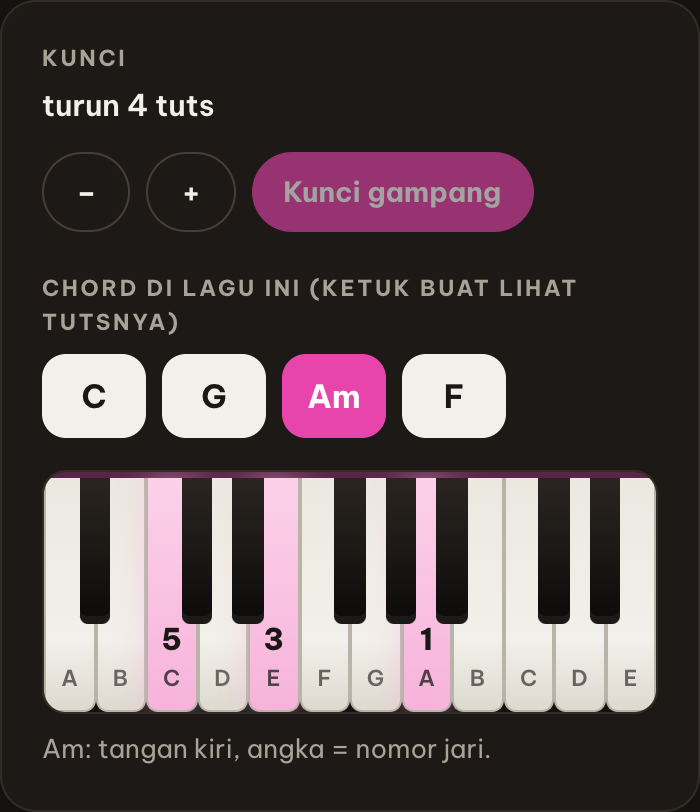 KUNCI
turun 4 tuts
– + Kunci gampang
CHORD DI LAGU INI (KETUK BUAT LIHAT
TUTSNYA)
C G Am F
5 3 1
A B C D E F G A B C D E
Am: tangan kiri, angka = nomor jari.